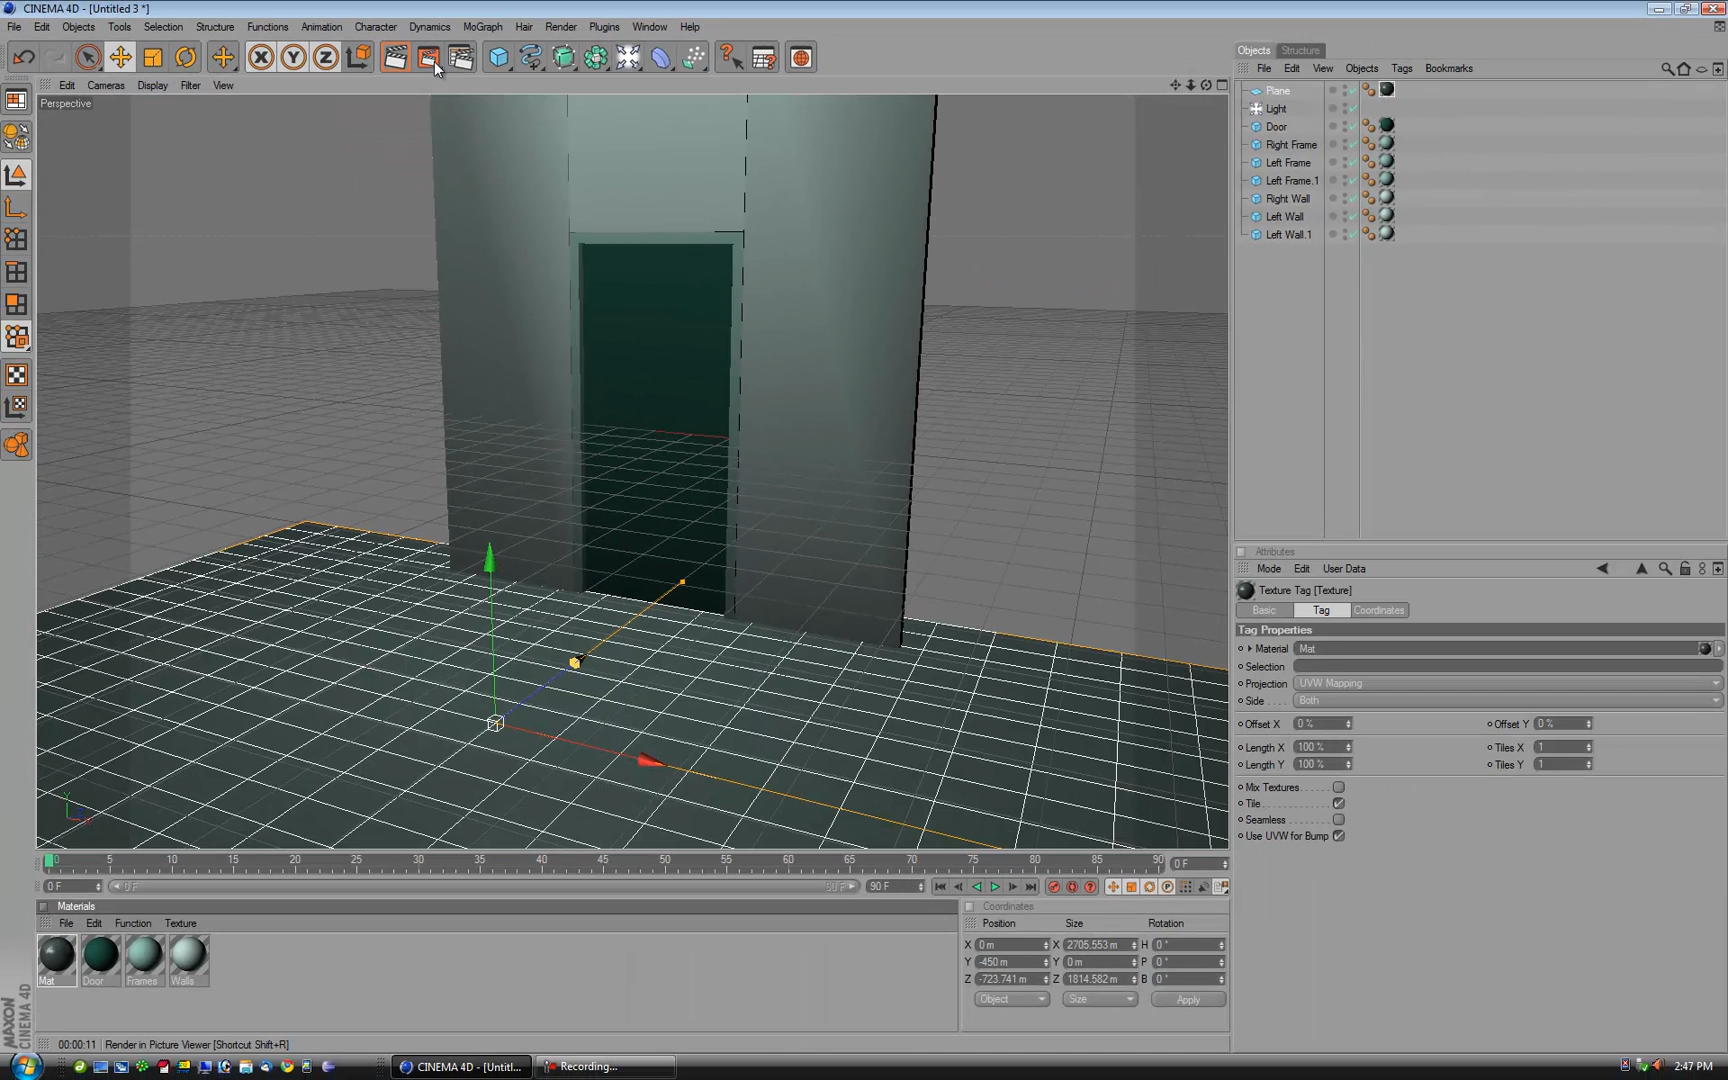 CINEMA 4D - [Untitled 3 *]
File Edit Objects Tools Selection Structure Functions Animation Character Dynamics MoGraph Hair Render Plugins Window Help
X Y Z
Edit Cameras Display Filter View
Perspective
Y
0 5 10 15 20 25 30 35 40 45 50 55 60 65 70 75 80 85 90 0 F
0 F 0 F 90 F
Materials
File Edit Function Texture
Mat Door Frames Walls
Coordinates
Position Size Rotation
X 0 m X 2705.553 m H 0 °
Y -450 m Y 0 m P 0 °
Z -723.741 m Z 1814.582 m B 0 °
Object Size Apply
00:00:11 Render in Picture Viewer [Shortcut Shift+R]
MAXON
CINEMA 4D
Objects Structure
File Edit View Objects Tags Bookmarks
Plane
Light
Door
Right Frame
Left Frame
Left Frame.1
Right Wall
Left Wall
Left Wall.1
Attributes
Mode Edit User Data
Texture Tag [Texture]
Basic Tag Coordinates
Tag Properties
Material Mat
Selection
Projection UVW Mapping
Side Both
Offset X 0 % Offset Y 0 %
Length X 100 % Tiles X 1
Length Y 100 % Tiles Y 1
Mix Textures
Tile
Seamless
Use UVW for Bump
CINEMA 4D - [Untitl...
Recording...
2:47 PM